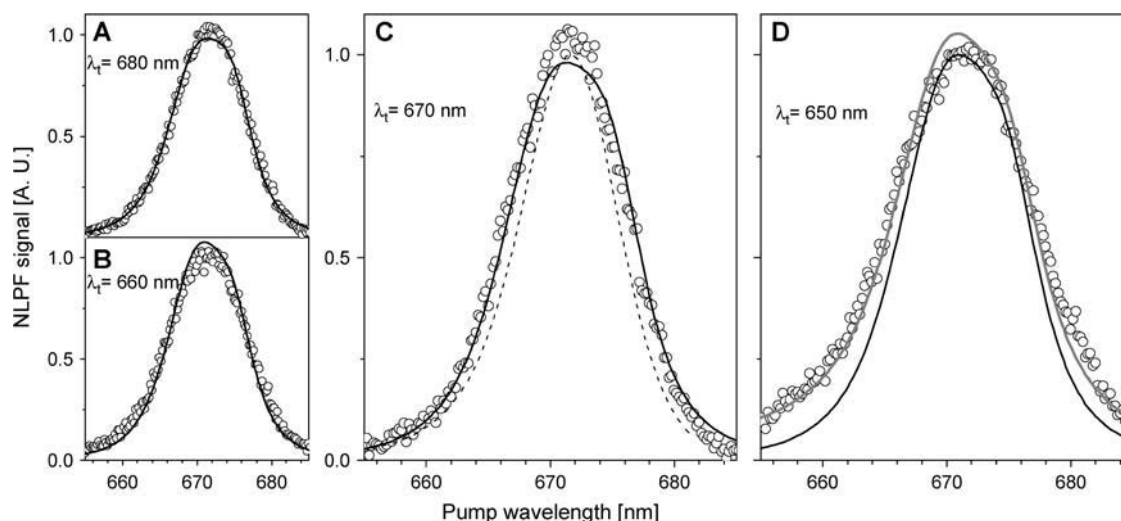 A
λt= 680 nm
B
λt= 660 nm
C
λt= 670 nm
D
λt= 650 nm
NLPF signal [A. U.]
1.0
0.5
1.0
0.5
0.0
1.0
0.5
0.0
660 670 680
660 670 680
660 670 680
Pump wavelength [nm]